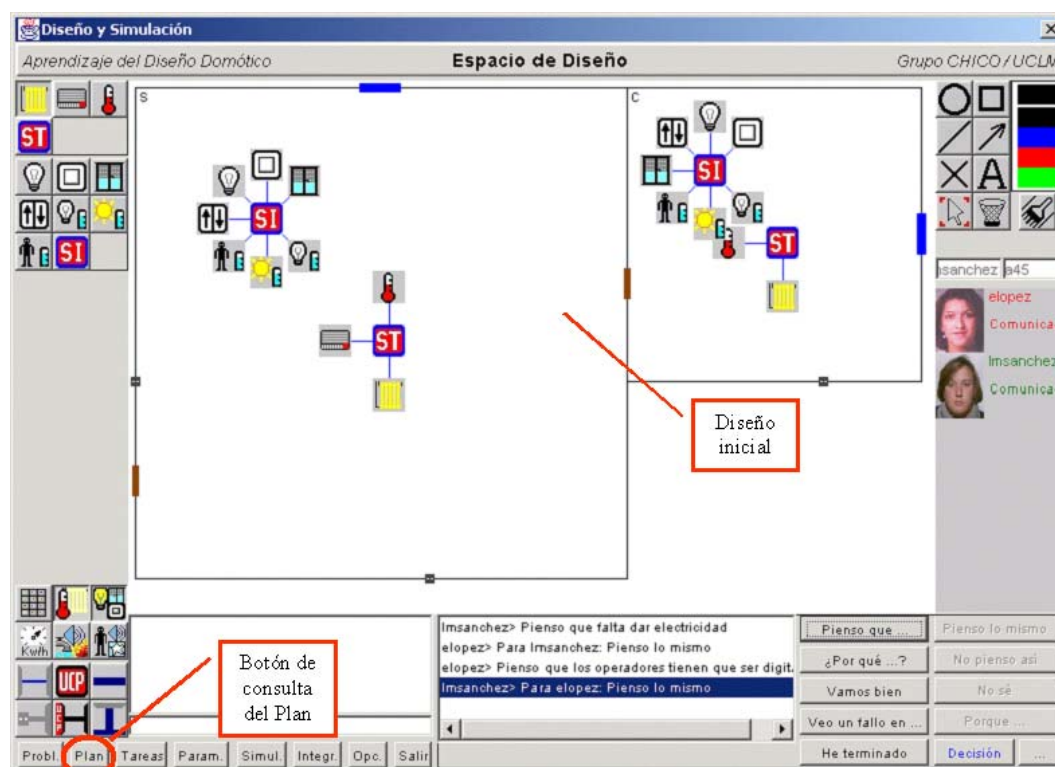 Diseño y Simulación
Aprendizaje del Diseño Domótico
Espacio de Diseño
Grupo CHICO / UCLM
S
C
ST
SI
SI
ST
SI
ST
A
lmsanchez a45
elopez
Comunica
lmsanchez
Comunica
Diseño
inicial
Kw/h
UCP
Botón de
consulta
del Plan
lmsanchez> Pienso que falta dar electricidad
elopez> Para lmsanchez: Pienso lo mismo
elopez> Pienso que los operadores tienen que ser digit.
lmsanchez> Para elopez: Pienso lo mismo
Pienso que ...
Pienso lo mismo
¿Por qué ...?
No pienso así
Vamos bien
No sé
Veo un fallo en ...
Porque ...
He terminado
Decisión
...
Probl. Plan Tareas Param. Simul. Integr. Opc. Salir